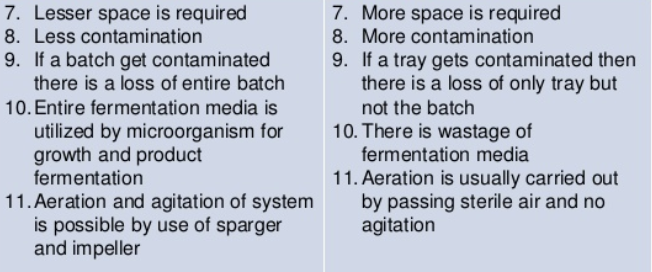 7. Lesser space is required
8. Less contamination
9. If a batch get contaminated
there is a loss of entire batch
10. Entire fermentation media is
utilized by microorganism for
growth and product
fermentation
11. Aeration and agitation of system
is possible by use of sparger
and impeller
7. More space is required
8. More contamination
9. If a tray gets contaminated then
there is a loss of only tray but
not the batch
10. There is wastage of
fermentation media
11. Aeration is usually carried out
by passing sterile air and no
agitation